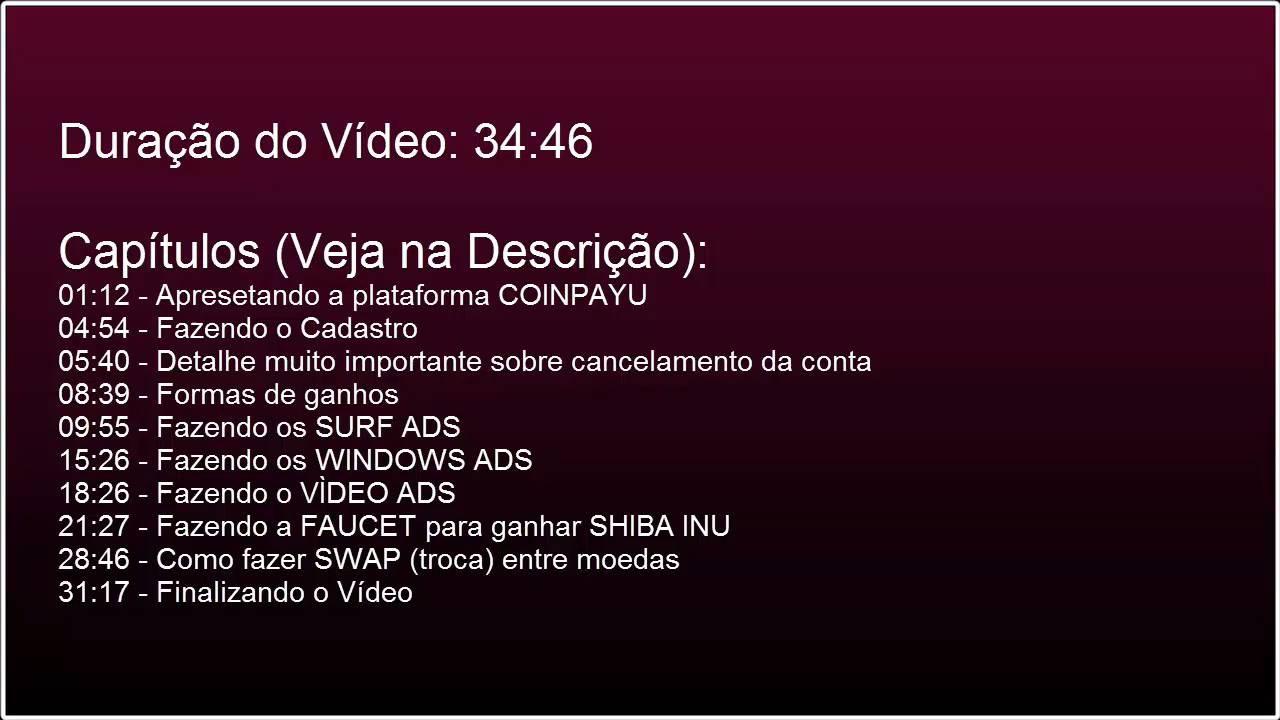 Duração do Vídeo: 34:46
Capítulos (Veja na Descrição):
01:12 - Apresetando a plataforma COINPAYU
04:54 - Fazendo o Cadastro
05:40 - Detalhe muito importante sobre cancelamento da conta
08:39 - Formas de ganhos
09:55 - Fazendo os SURF ADS
15:26 - Fazendo os WINDOWS ADS
18:26 - Fazendo o VÌDEO ADS
21:27 - Fazendo a FAUCET para ganhar SHIBA INU
28:46 - Como fazer SWAP (troca) entre moedas
31:17 - Finalizando o Vídeo